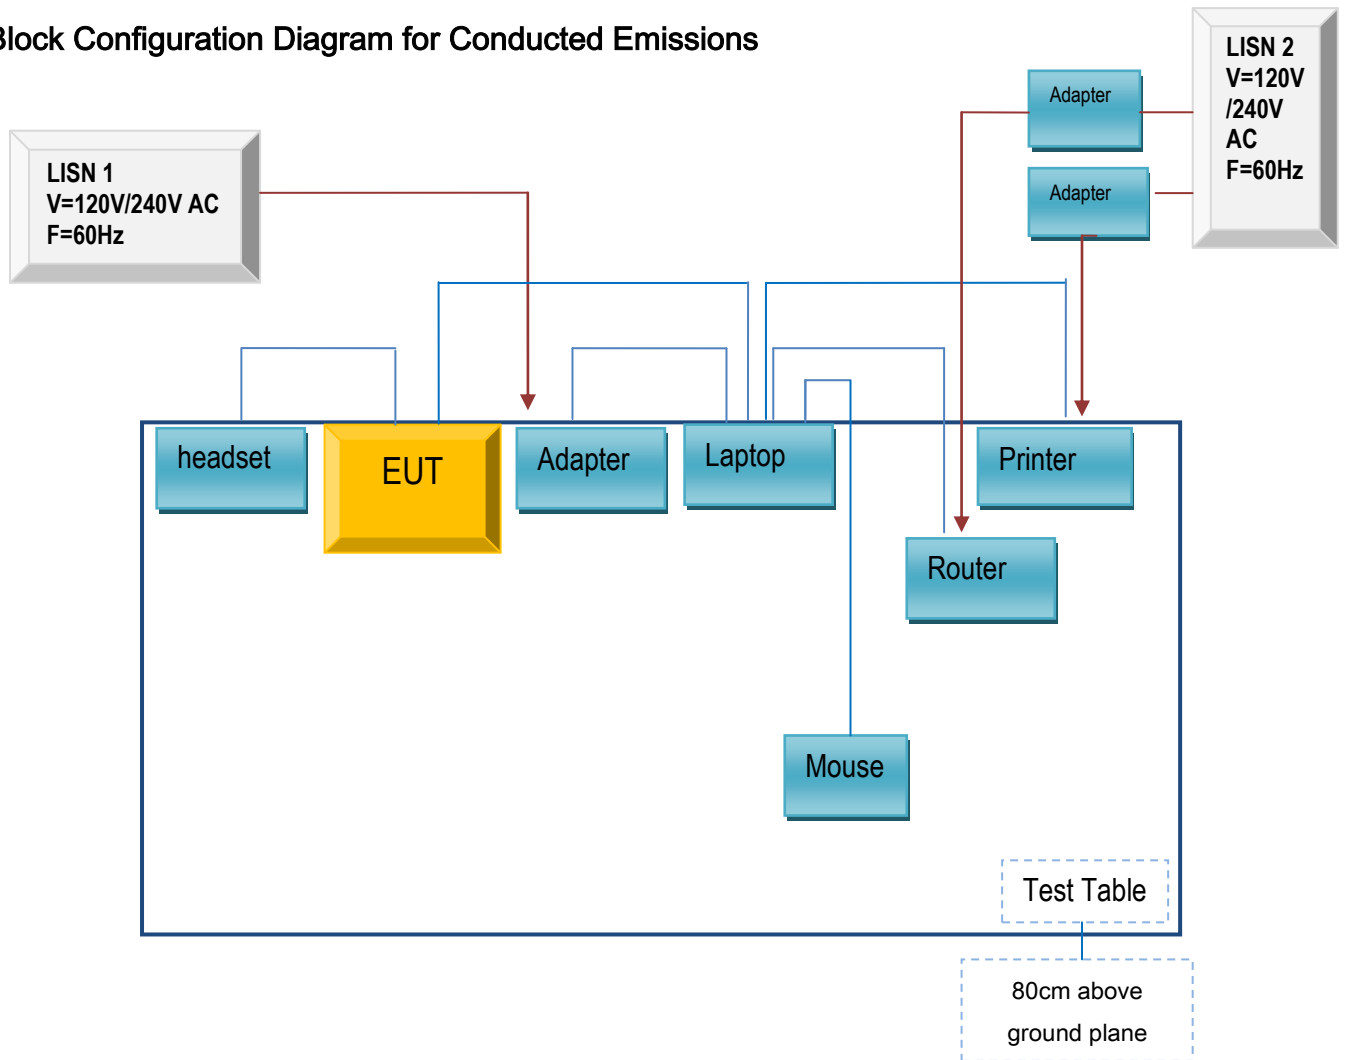 Block Configuration Diagram for Conducted Emissions
LISN 1
V=120V/240V AC
F=60Hz
Adapter
Adapter
LISN 2
V=120V
/240V
AC
F=60Hz
headset
EUT
Adapter
Laptop
Printer
Router
Mouse
Test Table
80cm above
ground plane